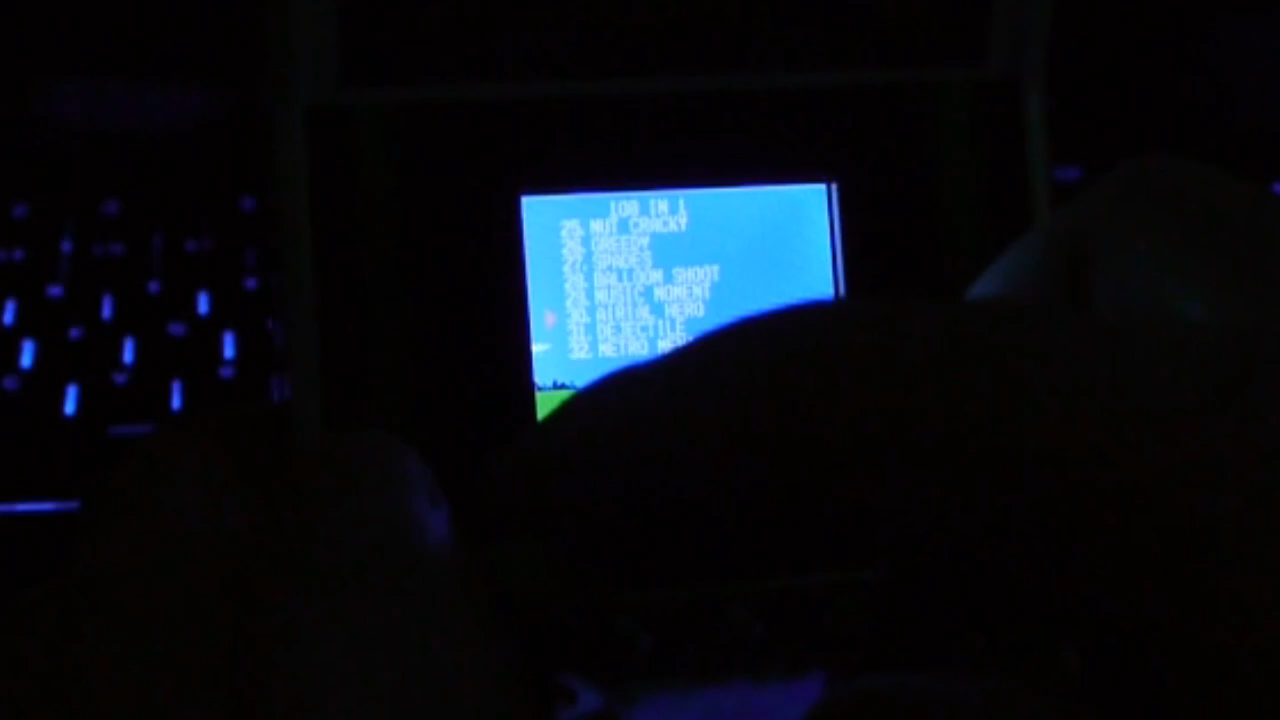 108 IN 1
25. NUT CRACKY
26. GREEDY
27. SPADES
28. BALLOOM SHOOT
29. MUSIC MOMENT
30. AIRIAL HERO
31. DEJECTILE
32. METRO